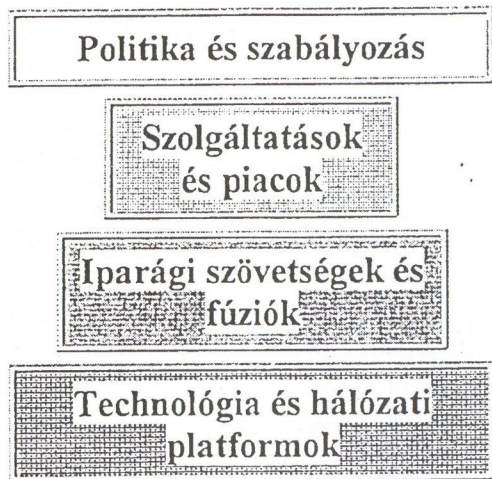 Politika és szabályozás
Szolgáltatások
és piacok
Iparági szövetségek és
fúziók
Technológia és hálózati
platformok